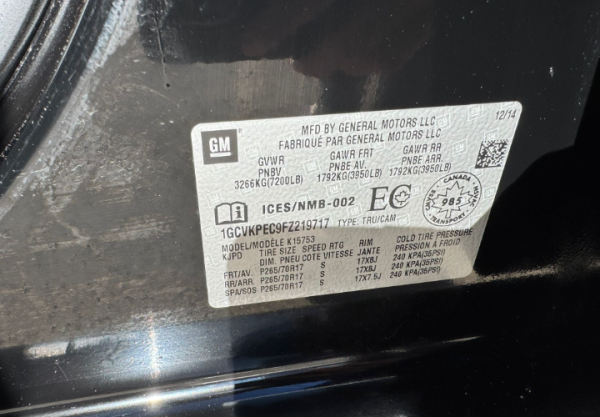 GM
MFD BY GENERAL MOTORS LLC
FABRIQUÉ PAR GENERAL MOTORS LLC
12/14
GVWR GAWR FRT GAWR RR
PNBV PNBE AV. PNBE ARR.
3266KG(7200LB) 1792KG(3950LB) 1792KG(3950LB)
ICES/NMB-002 EC
CANADA
985
TRANSPORT
1GCVKPEC9FZ219717 TYPE: TRU/CAM
MODEL/MODÈLE K15753
KJPD TIRE SIZE SPEED RTG RIM COLD TIRE PRESSURE
DIM. PNEU COTE VITESSE JANTE PRESSION À FROID
FRT/AV. P265/70R17 S 17X8J 240 KPA(35PSI)
RR/ARR. P265/70R17 S 17X8J 240 KPA(35PSI)
SPA/SOS P265/70R17 S 17X7.5J 240 KPA(35PSI)